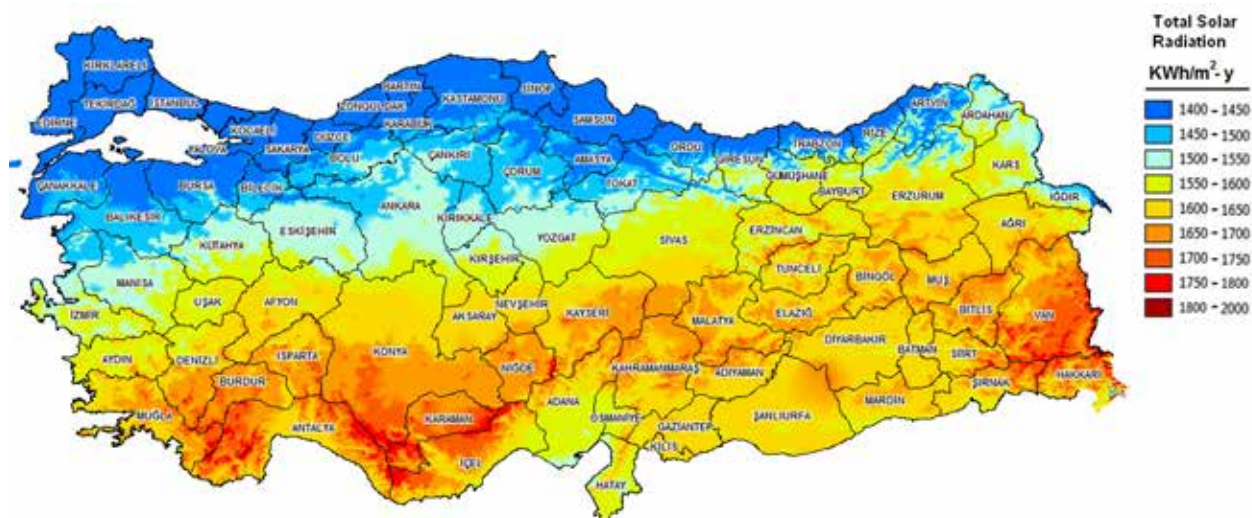 Total Solar
Radiation
KWh/m²- y
1400 - 1450
1450 - 1500
1500 - 1550
1550 - 1600
1600 - 1650
1650 - 1700
1700 - 1750
1750 - 1800
1800 - 2000
KIRKLARELİ
TEKİRDAĞ
İSTANBUL
EDİRNE
KOCAELİ
YALOVA
SAKARYA
DÜZCE
BOLU
ZONGULDAK
BARTIN
KARABÜK
KASTAMONU
SİNOP
SAMSUN
ÇANKIRI
ÇORUM
AMASYA
TOKAT
ORDU
GİRESUN
TRABZON
RİZE
ARTVİN
ARDAHAN
KARS
GÜMÜŞHANE
BAYBURT
ERZURUM
IĞDIR
AĞRI
ÇANAKKALE
BALIKESİR
BURSA
BİLECİK
ESKİŞEHİR
KÜTAHYA
ANKARA
KIRIKKALE
KIRŞEHİR
YOZGAT
SİVAS
ERZİNCAN
TUNCELİ
BİNGÖL
MUŞ
BİTLİS
VAN
MANİSA
İZMİR
UŞAK
AFYON
AKSARAY
NEVŞEHİR
KAYSERİ
MALATYA
ELAZIĞ
DİYARBAKIR
BATMAN
SİİRT
ŞIRNAK
HAKKARİ
AYDIN
DENİZLİ
ISPARTA
BURDUR
KONYA
NİĞDE
KAHRAMANMARAŞ
ADIYAMAN
MARDİN
MUĞLA
ANTALYA
KARAMAN
İÇEL
ADANA
OSMANİYE
GAZİANTEP
KİLİS
ŞANLIURFA
HATAY